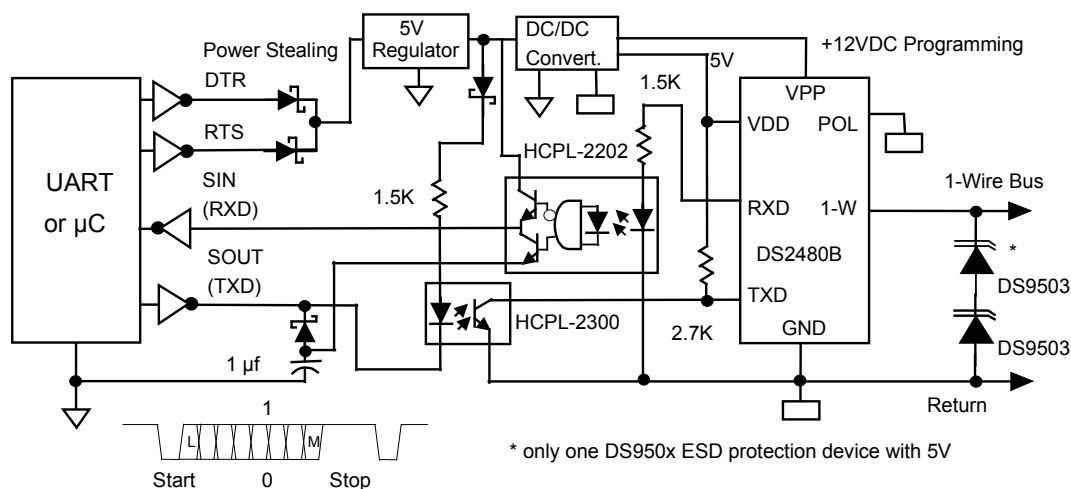 5V
Regulator
DC/DC
Convert.
Power Stealing
+12VDC Programming
5V
DTR
1.5K
VPP
RTS
VDD
POL
HCPL-2202
UART
or µC
SIN
(RXD)
1.5K
1-Wire Bus
RXD
1-W
SOUT
(TXD)
DS2480B
*
DS9503
TXD
HCPL-2300
2.7K
GND
DS9503
1 µf
Return
1
L
M
* only one DS950x ESD protection device with 5V
Start
0
Stop